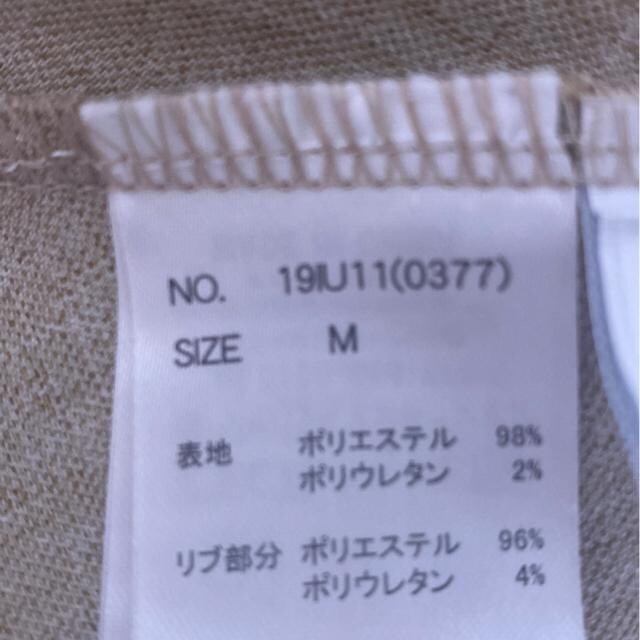 NO. 19IU11(0377)
SIZE M
表地 ポリエステル 98%
ポリウレタン 2%
リブ部分 ポリエステル 96%
ポリウレタン 4%